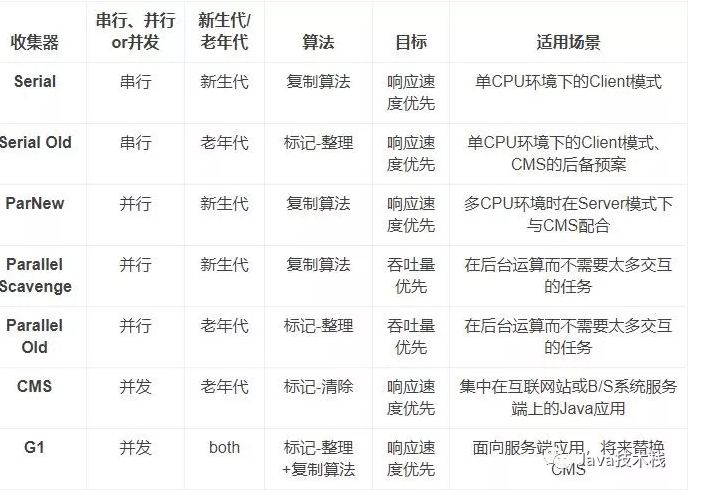 收集器 串行、并行or并发 新生代/老年代 算法 目标 适用场景
Serial 串行 新生代 复制算法 响应速度优先 单CPU环境下的Client模式
Serial Old 串行 老年代 标记-整理 响应速度优先 单CPU环境下的Client模式、CMS的后备预案
ParNew 并行 新生代 复制算法 响应速度优先 多CPU环境时在Server模式下与CMS配合
Parallel Scavenge 并行 新生代 复制算法 吞吐量优先 在后台运算而不需要太多交互的任务
Parallel Old 并行 老年代 标记-整理 吞吐量优先 在后台运算而不需要太多交互的任务
CMS 并发 老年代 标记-清除 响应速度优先 集中在互联网站或B/S系统服务端上的Java应用
G1 并发 both 标记-整理+复制算法 响应速度优先 面向服务端应用，将来替换CMS
Java技术栈